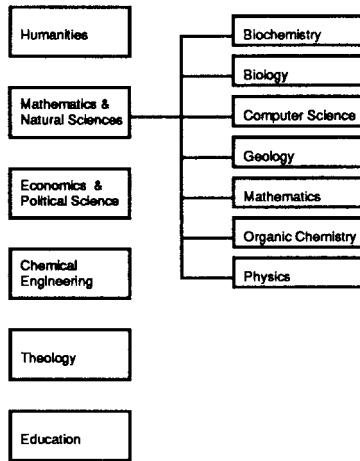 Humanities
Mathematics &
Natural Sciences
Economics &
Political Science
Chemical
Engineering
Theology
Education
Biochemistry
Biology
Computer Science
Geology
Mathematics
Organic Chemistry
Physics